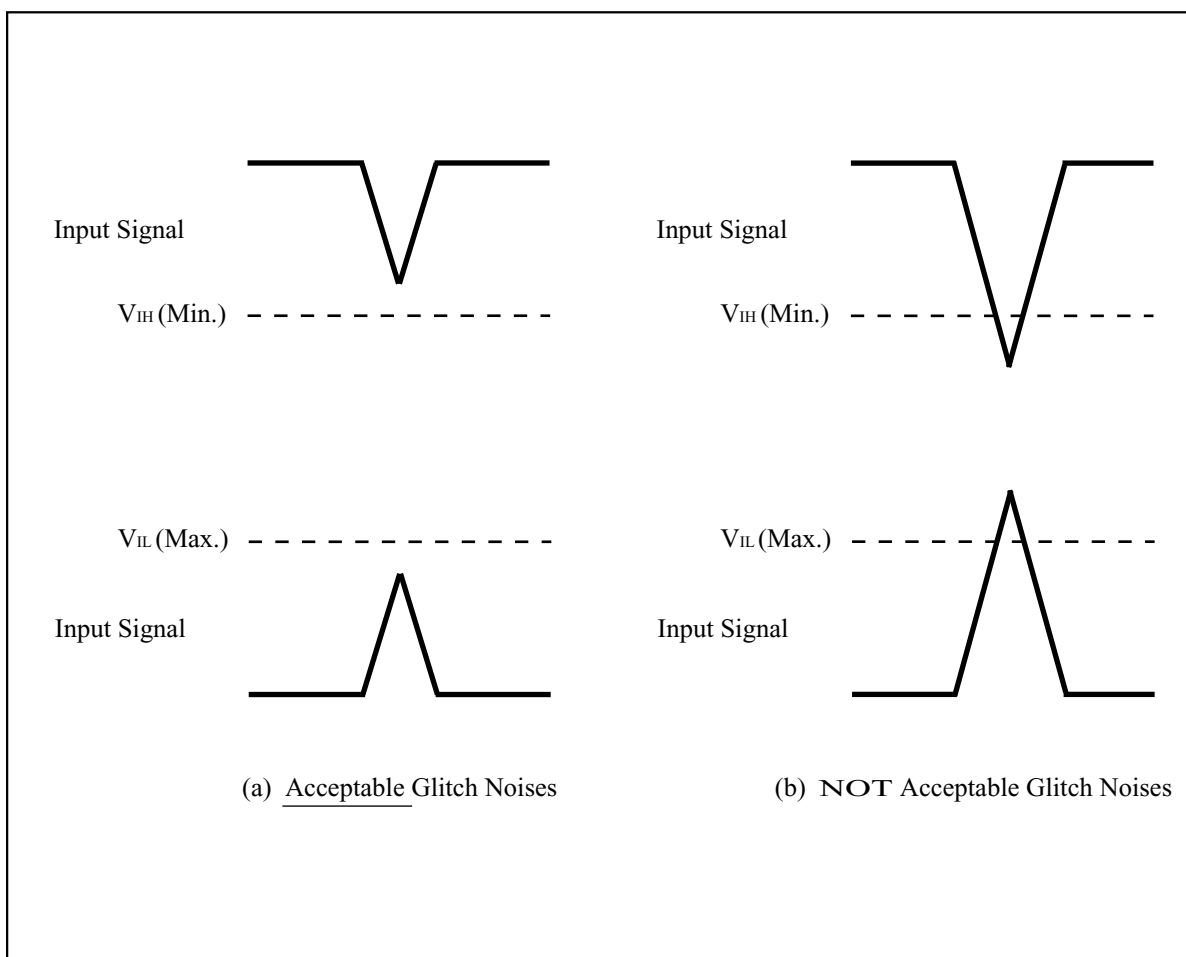 Input Signal
Input Signal
VIH (Min.)
VIH (Min.)
VIL (Max.)
VIL (Max.)
Input Signal
Input Signal
(a) Acceptable Glitch Noises
(b) NOT Acceptable Glitch Noises